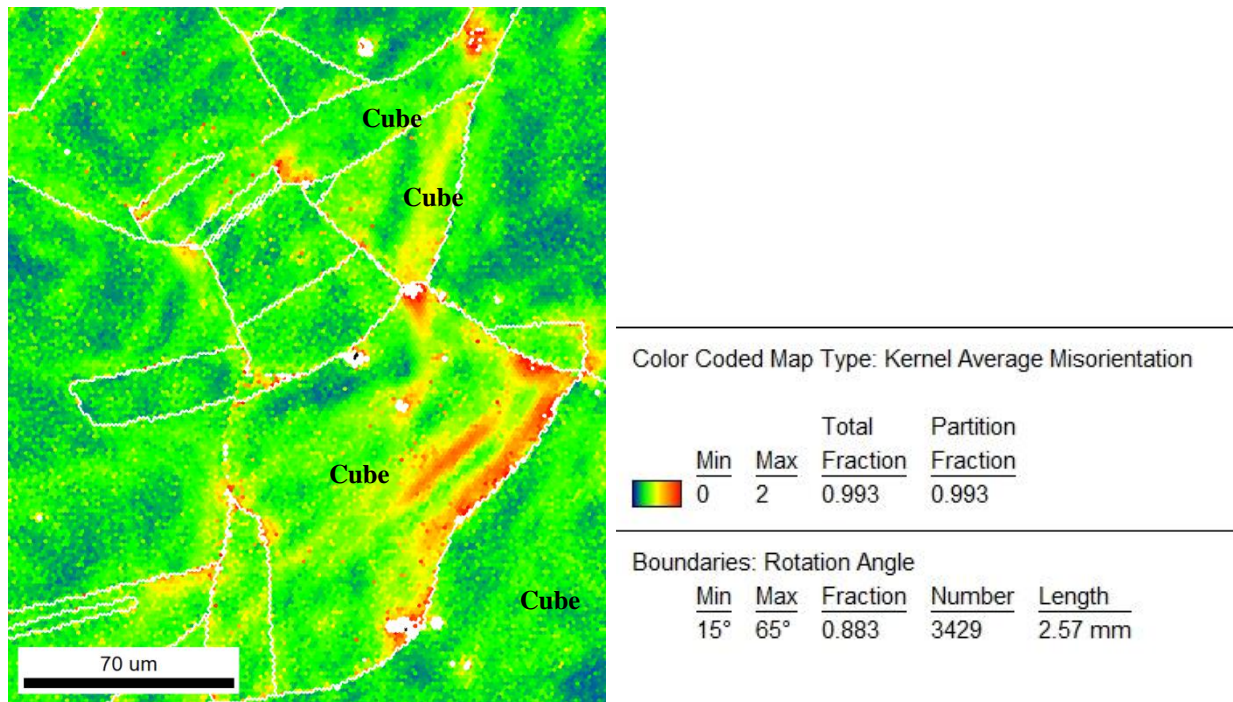 Cube
Cube
Cube
Cube
70 um
Color Coded Map Type: Kernel Average Misorientation
Total Partition
Min Max Fraction Fraction
0 2 0.993 0.993
Boundaries: Rotation Angle
Min Max Fraction Number Length
15° 65° 0.883 3429 2.57 mm